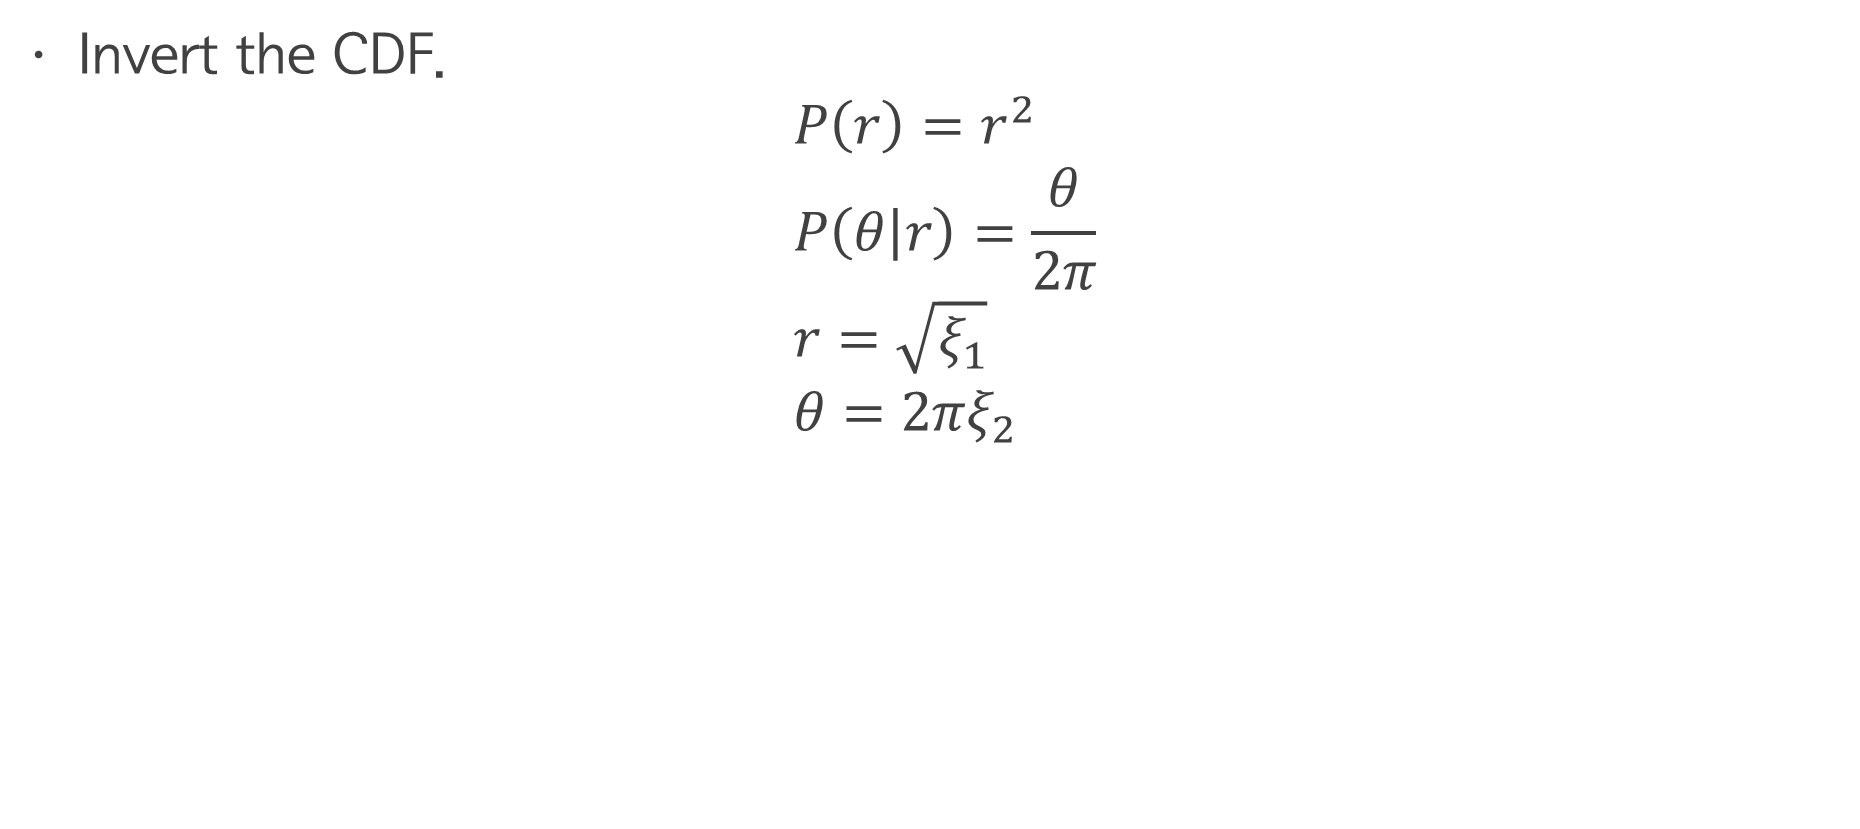 · Invert the CDF.
P(r) = r²
P(θ|r) = θ/2π
r = √ξ₁
θ = 2πξ₂